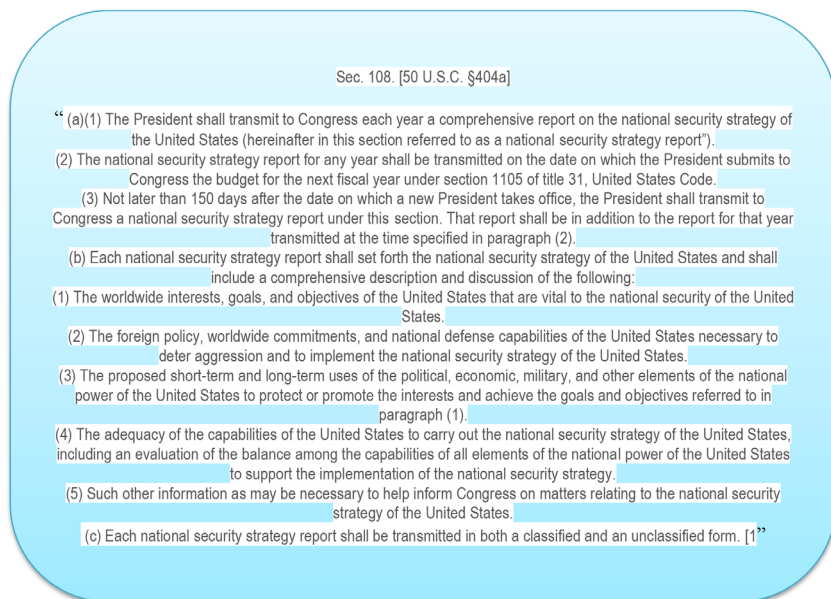 Sec. 108. [50 U.S.C. §404a]
“ (a)(1) The President shall transmit to Congress each year a comprehensive report on the national security strategy of
the United States (hereinafter in this section referred to as a national security strategy report”).
(2) The national security strategy report for any year shall be transmitted on the date on which the President submits to
Congress the budget for the next fiscal year under section 1105 of title 31, United States Code.
(3) Not later than 150 days after the date on which a new President takes office, the President shall transmit to
Congress a national security strategy report under this section. That report shall be in addition to the report for that year
transmitted at the time specified in paragraph (2).
(b) Each national security strategy report shall set forth the national security strategy of the United States and shall
include a comprehensive description and discussion of the following:
(1) The worldwide interests, goals, and objectives of the United States that are vital to the national security of the United
States.
(2) The foreign policy, worldwide commitments, and national defense capabilities of the United States necessary to
deter aggression and to implement the national security strategy of the United States.
(3) The proposed short-term and long-term uses of the political, economic, military, and other elements of the national
power of the United States to protect or promote the interests and achieve the goals and objectives referred to in
paragraph (1).
(4) The adequacy of the capabilities of the United States to carry out the national security strategy of the United States,
including an evaluation of the balance among the capabilities of all elements of the national power of the United States
to support the implementation of the national security strategy.
(5) Such other information as may be necessary to help inform Congress on matters relating to the national security
strategy of the United States.
(c) Each national security strategy report shall be transmitted in both a classified and an unclassified form. [1”